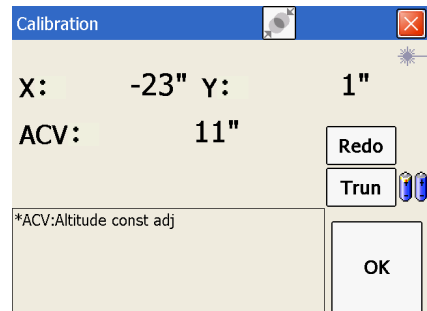 Calibration
X: -23" Y: 1"
ACV: 11"
Redo
Trun
*ACV:Altitude const adj
OK